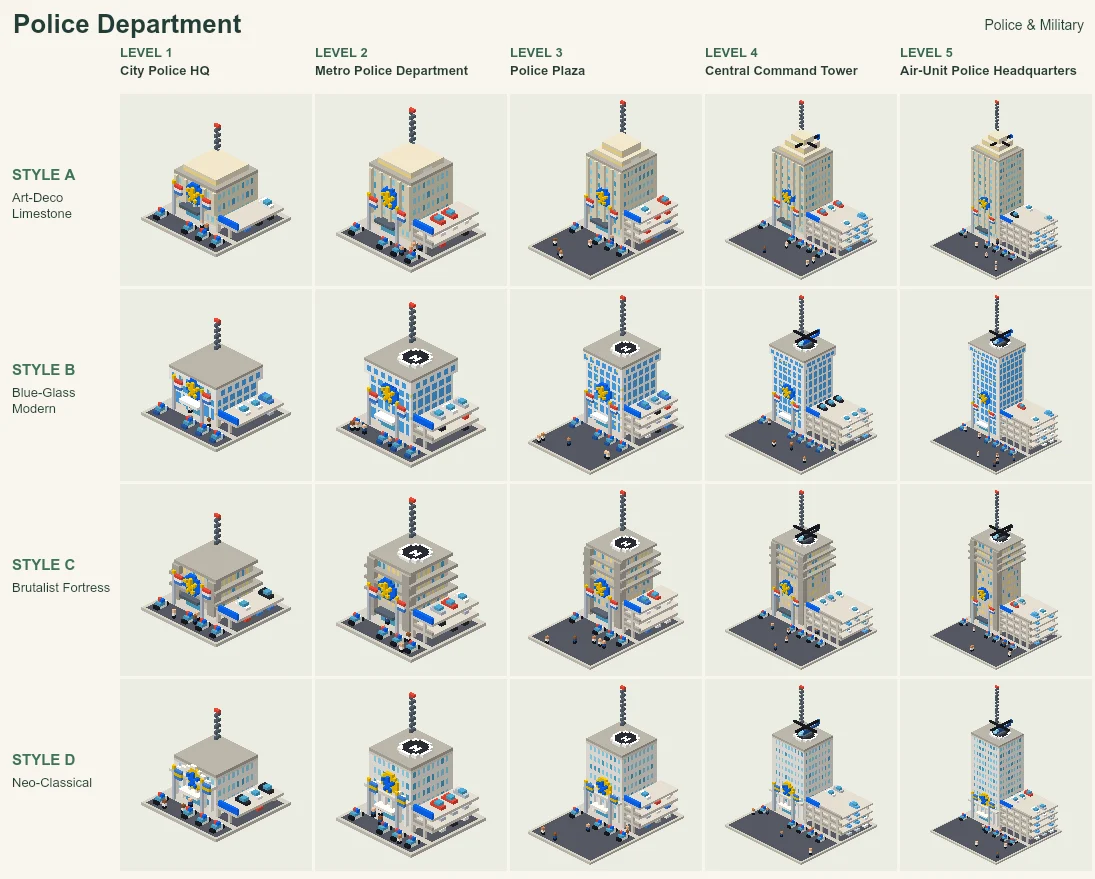 Police Department
Police & Military
LEVEL 1
City Police HQ
LEVEL 2
Metro Police Department
LEVEL 3
Police Plaza
LEVEL 4
Central Command Tower
LEVEL 5
Air-Unit Police Headquarters
STYLE A
Art-Deco
Limestone
STYLE B
Blue-Glass
Modern
STYLE C
Brutalist Fortress
STYLE D
Neo-Classical